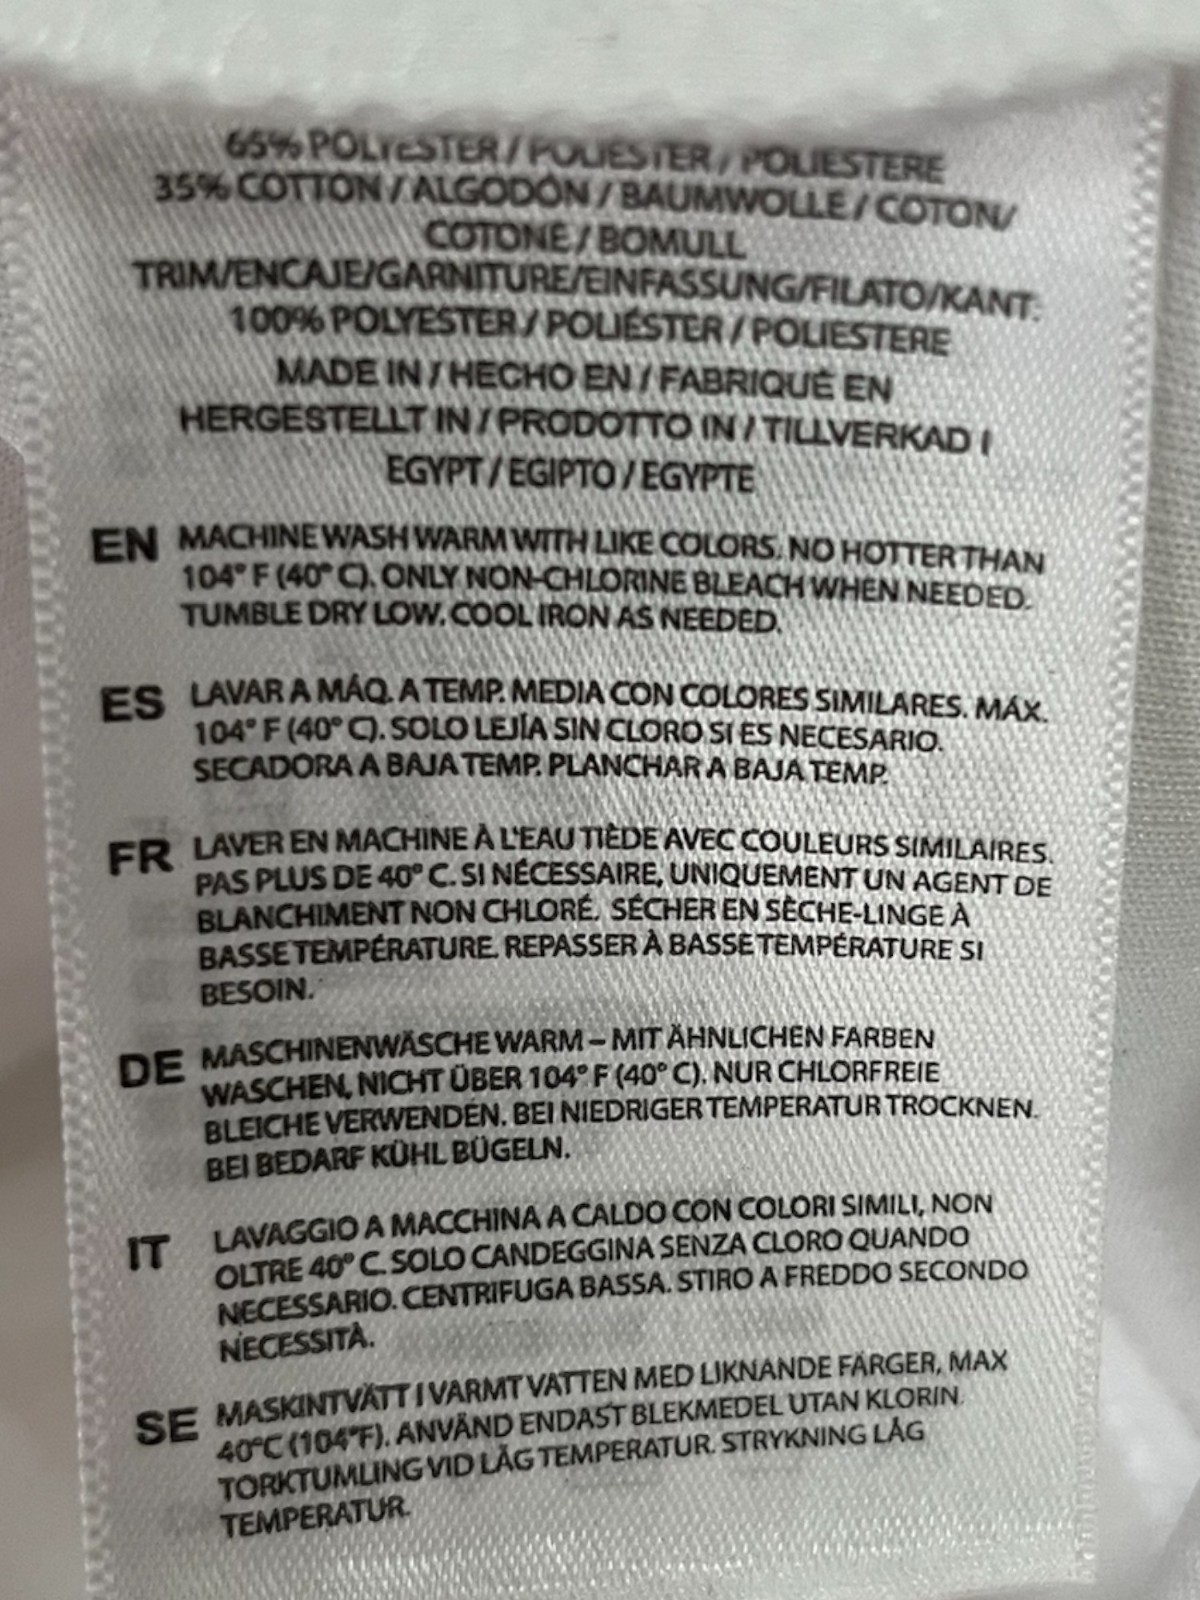 65% POLYESTER / POLIÉSTER / POLIESTERE
35% COTTON / ALGODÓN / BAUMWOLLE / COTON/
COTONE / BOMULL
TRIM/ENCAJE/GARNITURE/EINFASSUNG/FILATO/KANT:
100% POLYESTER / POLIÉSTER / POLIESTERE
MADE IN / HECHO EN / FABRIQUÉ EN
HERGESTELLT IN / PRODOTTO IN / TILLVERKAD I
EGYPT / EGIPTO / EGYPTE
EN MACHINE WASH WARM WITH LIKE COLORS. NO HOTTER THAN
104° F (40° C). ONLY NON-CHLORINE BLEACH WHEN NEEDED.
TUMBLE DRY LOW. COOL IRON AS NEEDED.
ES LAVAR A MÁQ. A TEMP. MEDIA CON COLORES SIMILARES. MÁX.
104° F (40° C). SOLO LEJÍA SIN CLORO SI ES NECESARIO.
SECADORA A BAJA TEMP. PLANCHAR A BAJA TEMP.
FR LAVER EN MACHINE À L'EAU TIÈDE AVEC COULEURS SIMILAIRES.
PAS PLUS DE 40° C. SI NÉCESSAIRE, UNIQUEMENT UN AGENT DE
BLANCHIMENT NON CHLORÉ. SÉCHER EN SÈCHE-LINGE À
BASSE TEMPÉRATURE. REPASSER À BASSE TEMPÉRATURE SI
BESOIN.
DE MASCHINENWÄSCHE WARM – MIT ÄHNLICHEN FARBEN
WASCHEN, NICHT ÜBER 104° F (40° C). NUR CHLORFREIE
BLEICHE VERWENDEN. BEI NIEDRIGER TEMPERATUR TROCKNEN.
BEI BEDARF KÜHL BÜGELN.
IT LAVAGGIO A MACCHINA A CALDO CON COLORI SIMILI, NON
OLTRE 40° C. SOLO CANDEGGINA SENZA CLORO QUANDO
NECESSARIO. CENTRIFUGA BASSA. STIRO A FREDDO SECONDO
NECESSITÀ.
SE MASKINTVÄTT I VARMT VATTEN MED LIKNANDE FÄRGER, MAX
40°C (104°F). ANVÄND ENDAST BLEKMEDEL UTAN KLORIN.
TORKTUMLING VID LÅG TEMPERATUR. STRYKNING LÅG
TEMPERATUR.